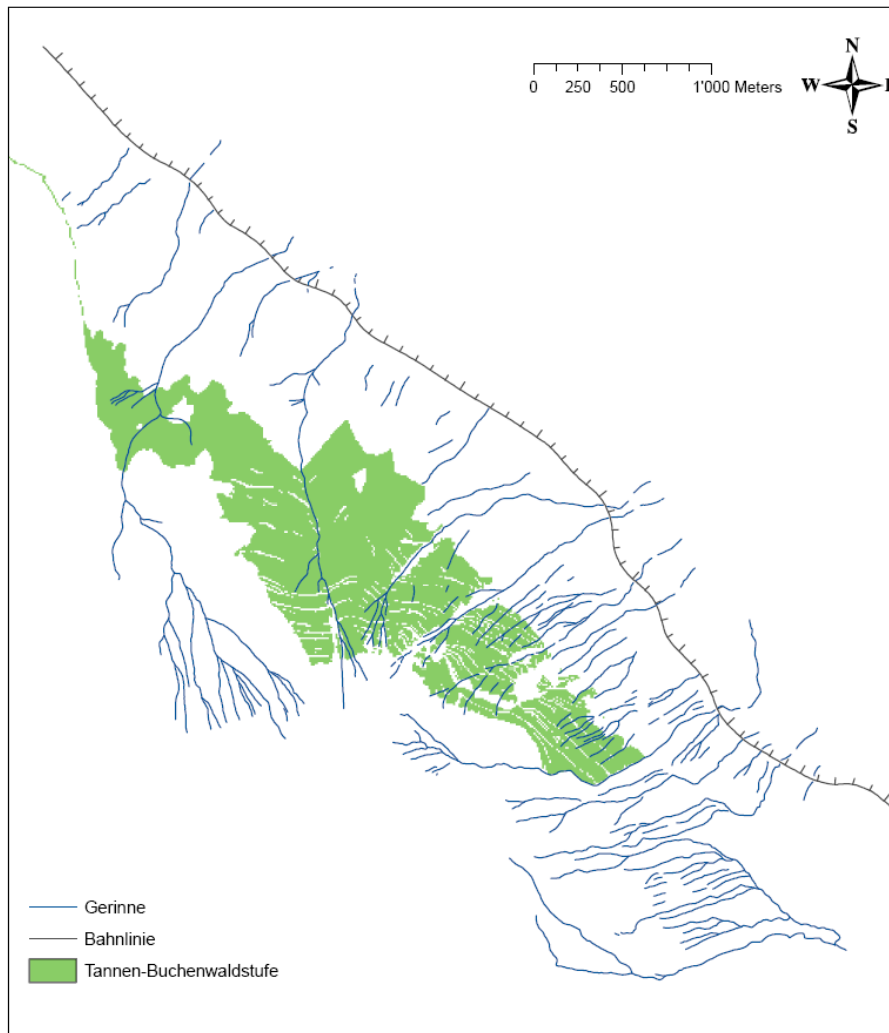 N
W
S
0 250 500 1'000 Meters
Gerinne
Bahnlinie
Tannen-Buchenwaldstufe